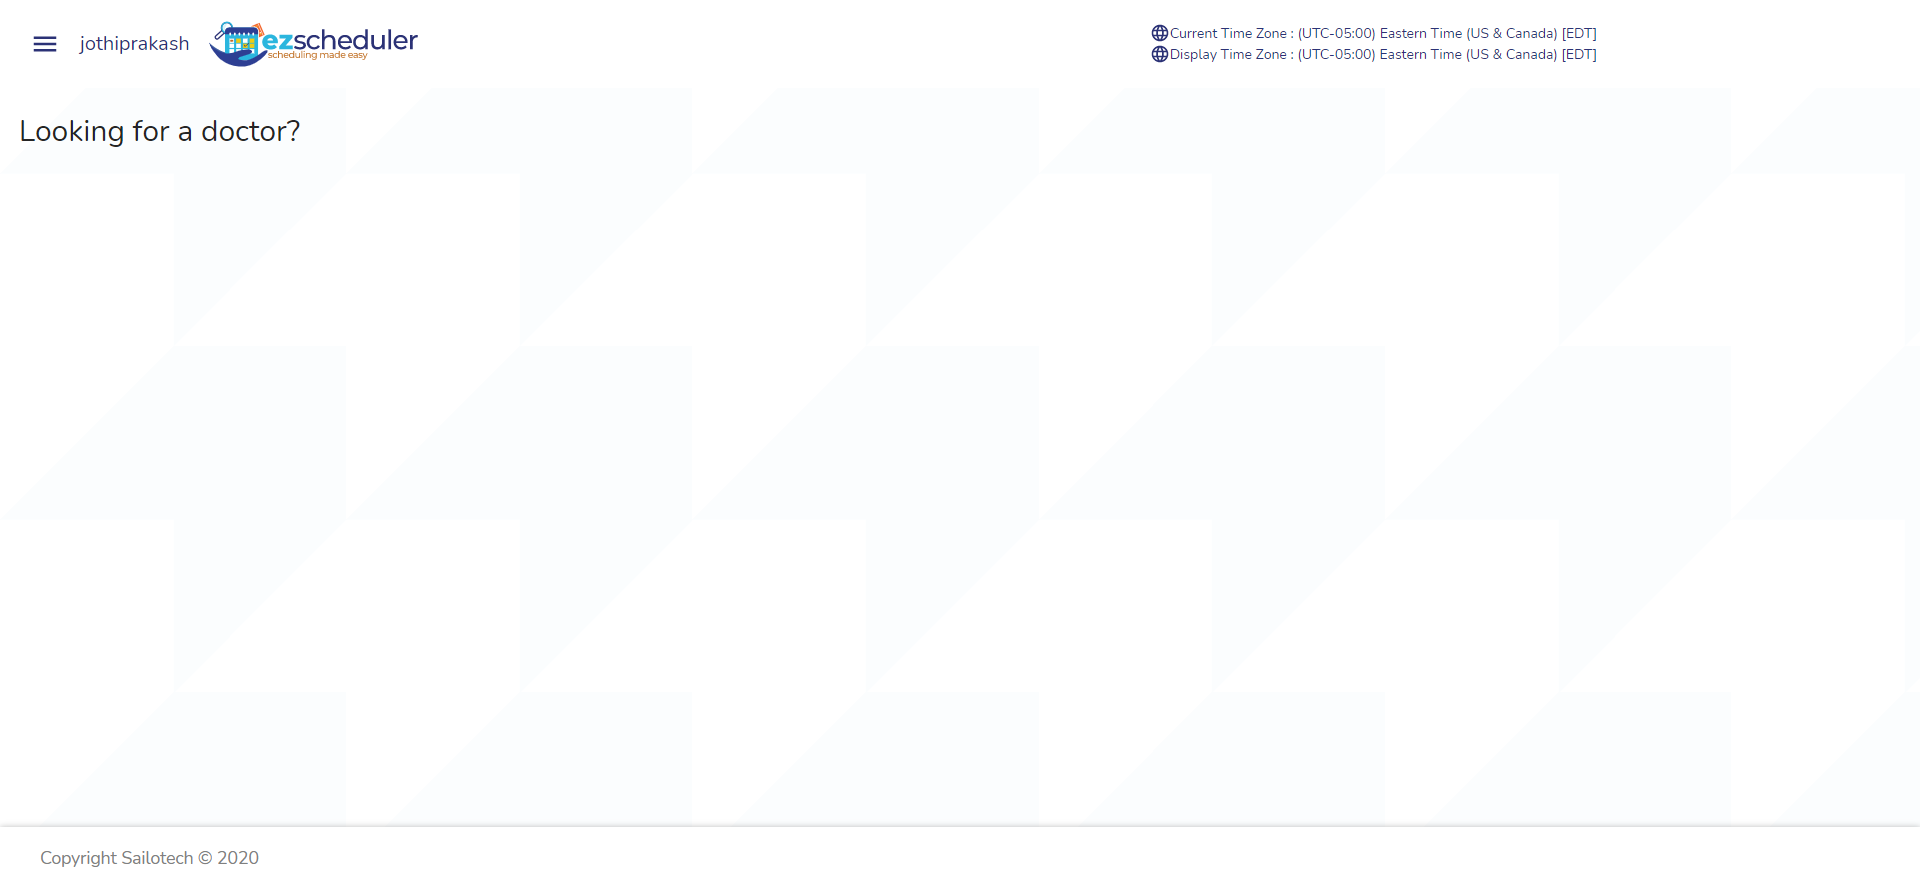 jothiprakash
ezscheduler
scheduling made easy
Current Time Zone : (UTC-05:00) Eastern Time (US & Canada) [EDT]
Display Time Zone : (UTC-05:00) Eastern Time (US & Canada) [EDT]
Looking for a doctor?
Copyright Sailotech © 2020